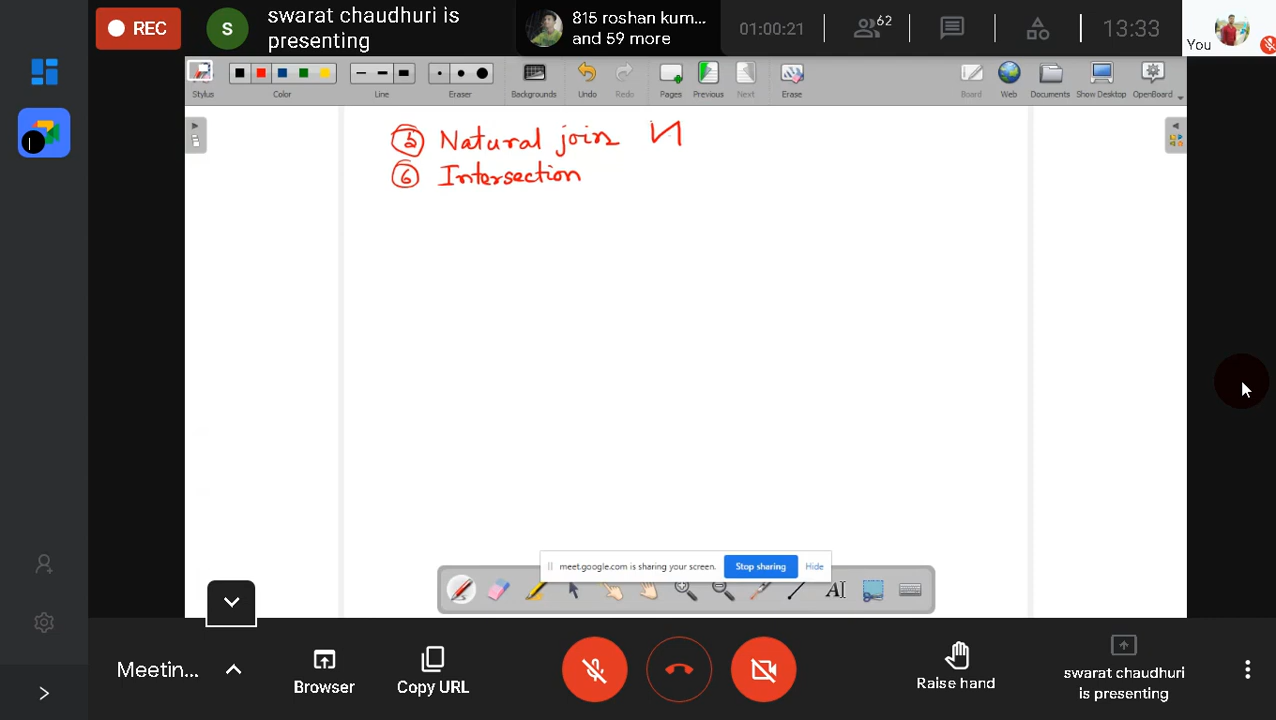 REC
S
swarat chaudhuri is presenting
815 roshan kum...
and 59 more
01:00:21
62
13:33
You
Stylus
Color
Line
Eraser
Backgrounds
Undo
Redo
Pages
Previous
Next
Erase
Board
Web
Documents
Show Desktop
OpenBoard
5 Natural join
6 Intersection
meet.google.com is sharing your screen.
Stop sharing
Hide
AI
Meetin...
Browser
Copy URL
Raise hand
swarat chaudhuri
is presenting